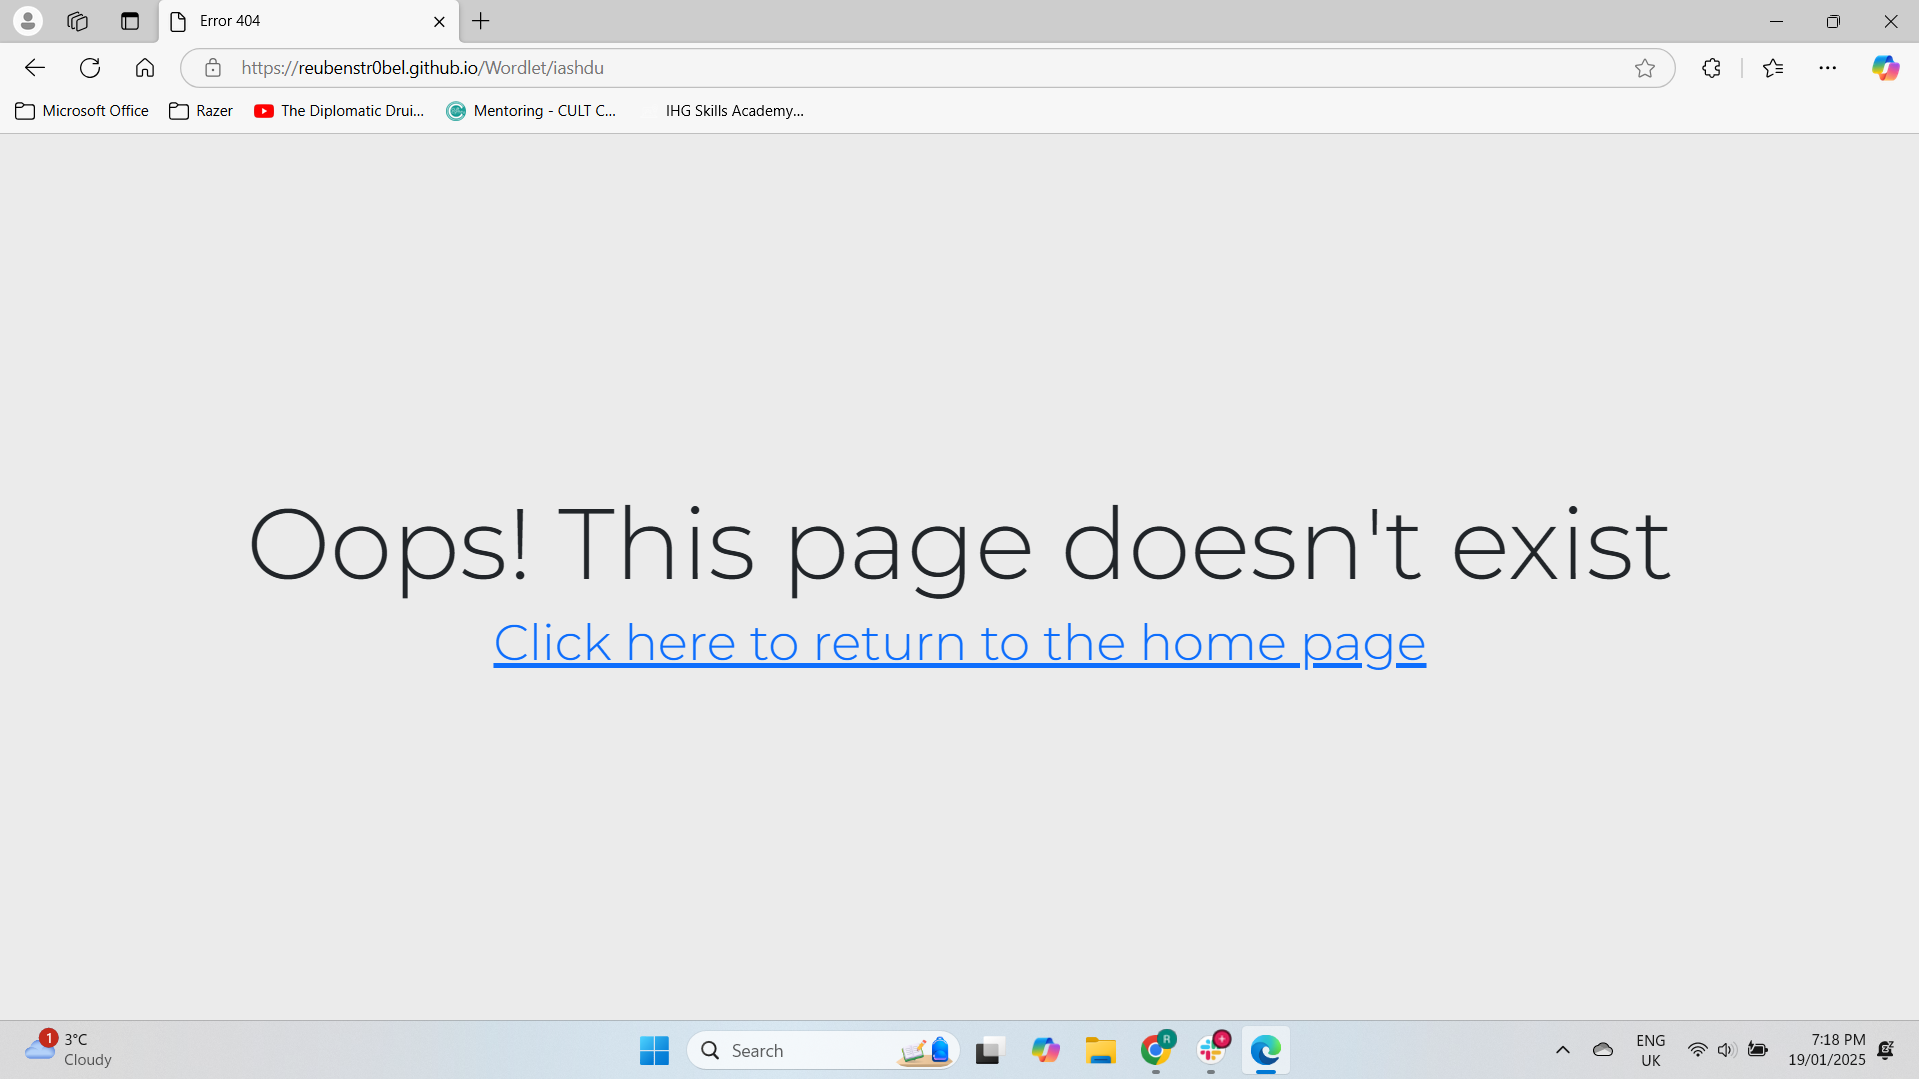 Error 404
https://reubenstr0bel.github.io/Wordlet/iashdu
Microsoft Office
Razer
The Diplomatic Drui...
Mentoring - CULT C...
IHG Skills Academy...
Oops! This page doesn't exist
Click here to return to the home page
1
3°C
Cloudy
Search
R
ENG
UK
7:18 PM
19/01/2025